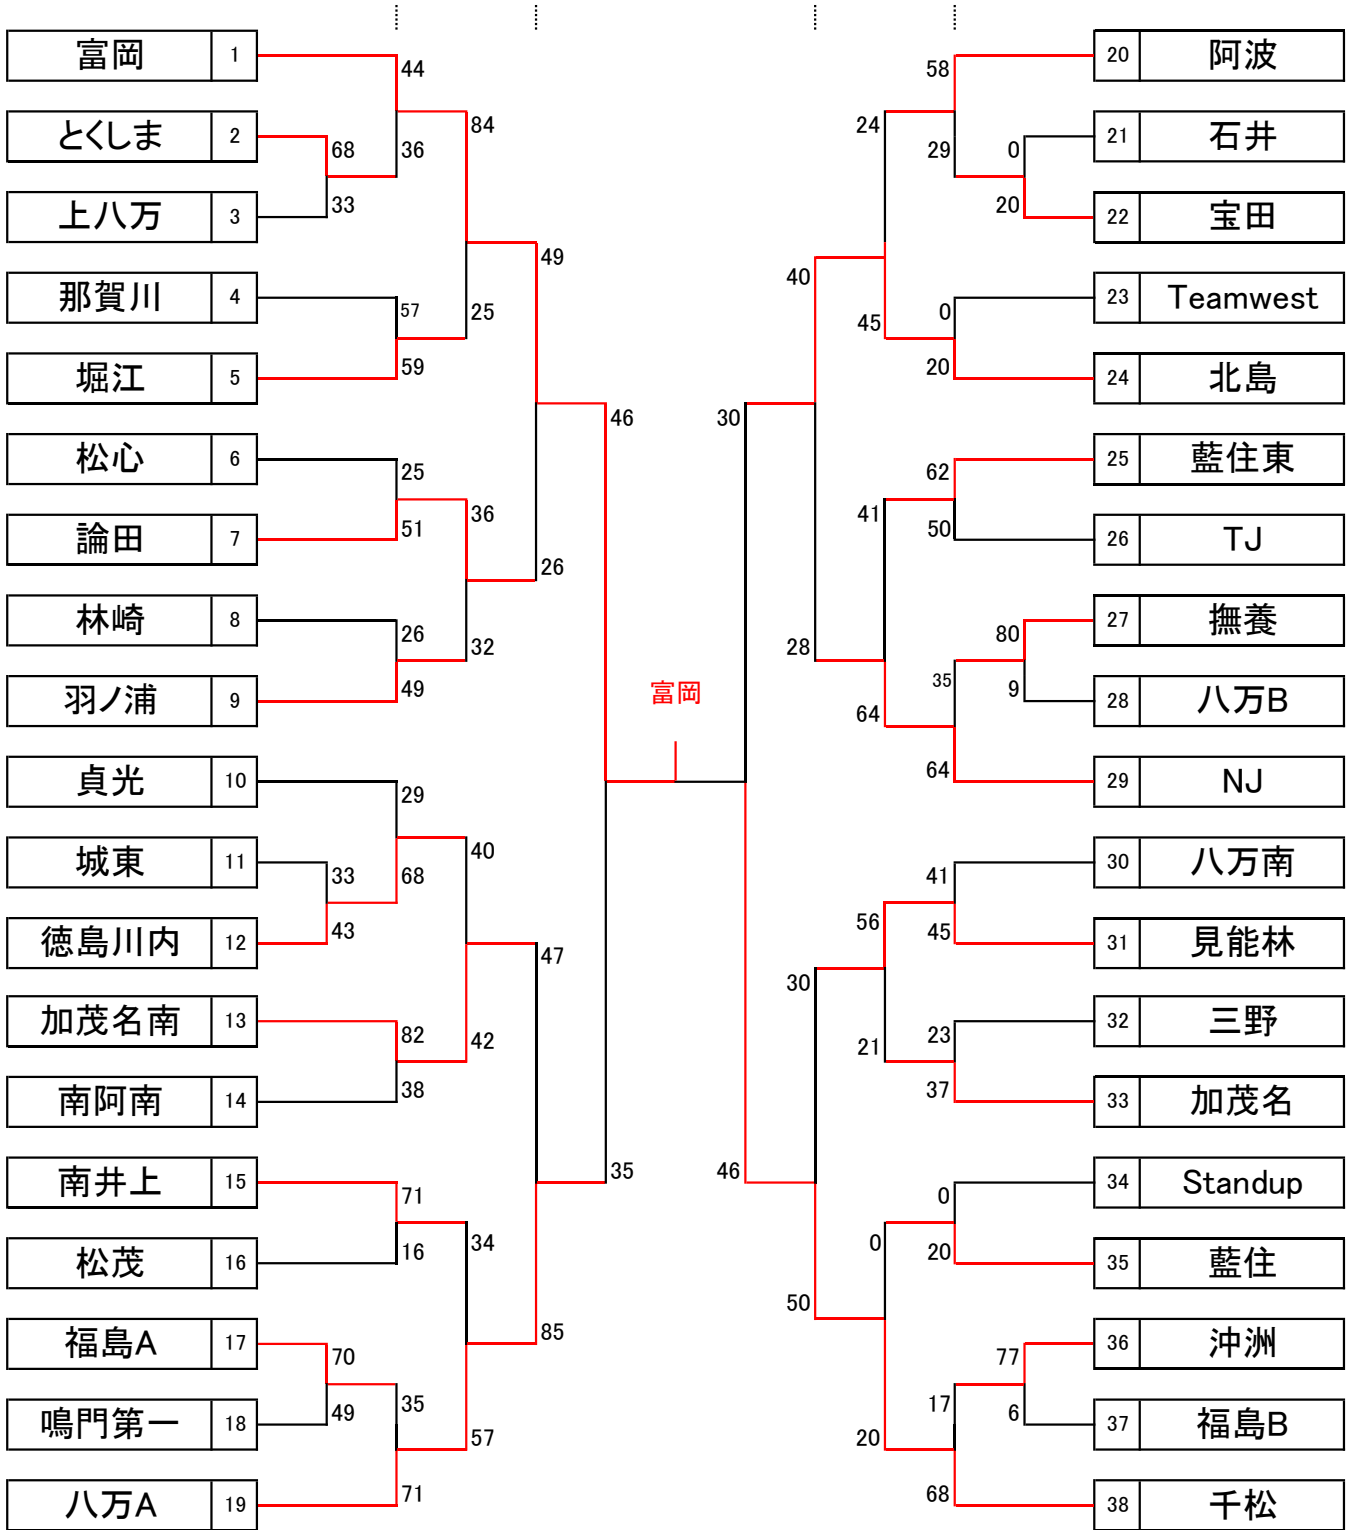 富岡 1 44 58 20 阿波
84 24
とくしま 2 68 36 29 0 21 石井
上八万 3 33 20 22 宝田
49 40
那賀川 4 57 25 45 0 23 Teamwest
堀江 5 59 20 24 北島
46 30
松心 6 25 62 25 藍住東
36 41
論田 7 51 50 26 TJ
26
林崎 8 26 32 28 80 27 撫養
羽ノ浦 9 49 富岡 64 35 9 28 八万B
貞光 10 29 64 29 NJ
40
城東 11 33 68 41 30 八万南
56
徳島川内 12 43 47 45 31 見能林
30
加茂名南 13 82 42 21 23 32 三野
南阿南 14 38 37 33 加茂名
35 46
南井上 15 71 0 34 Standup
34 0
松茂 16 16 20 35 藍住
50
福島A 17 70 85 77 36 沖洲
鳴門第一 18 49 35 17 6 37 福島B
57 20
八万A 19 71 68 38 千松